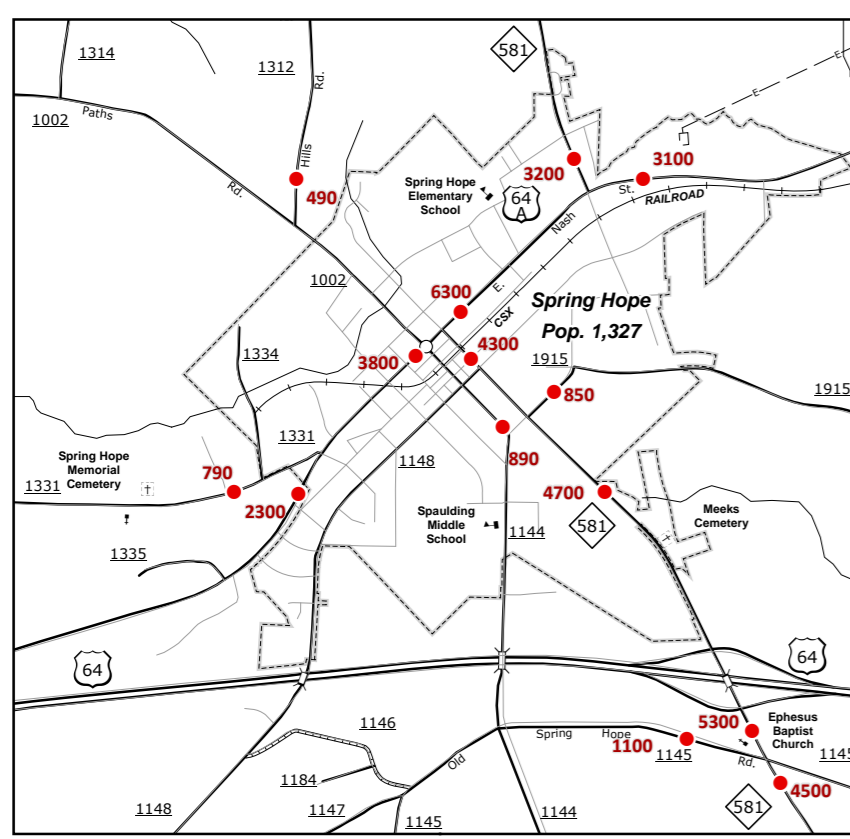 1314
581
1312
Rd.
E
E
1002
Paths
Hills
3200
3100
Spring Hope
Elementary
School
64
A
St.
RAILROAD
490
Rd.
Nash
1002
E.
6300
Spring Hope
Pop. 1,327
CSX
1334
3800
4300
1915
850
1915
1331
890
1148
Spring Hope
Memorial
Cemetery
790
1331
2300
4700
Spaulding
Middle
School
581
Meeks
Cemetery
1144
1335
64
64
1146
Spring
Hope
5300
Ephesus
Baptist
Church
1100
1145
Rd.
1145
Old
1184
4500
1148
1147
1145
1144
581